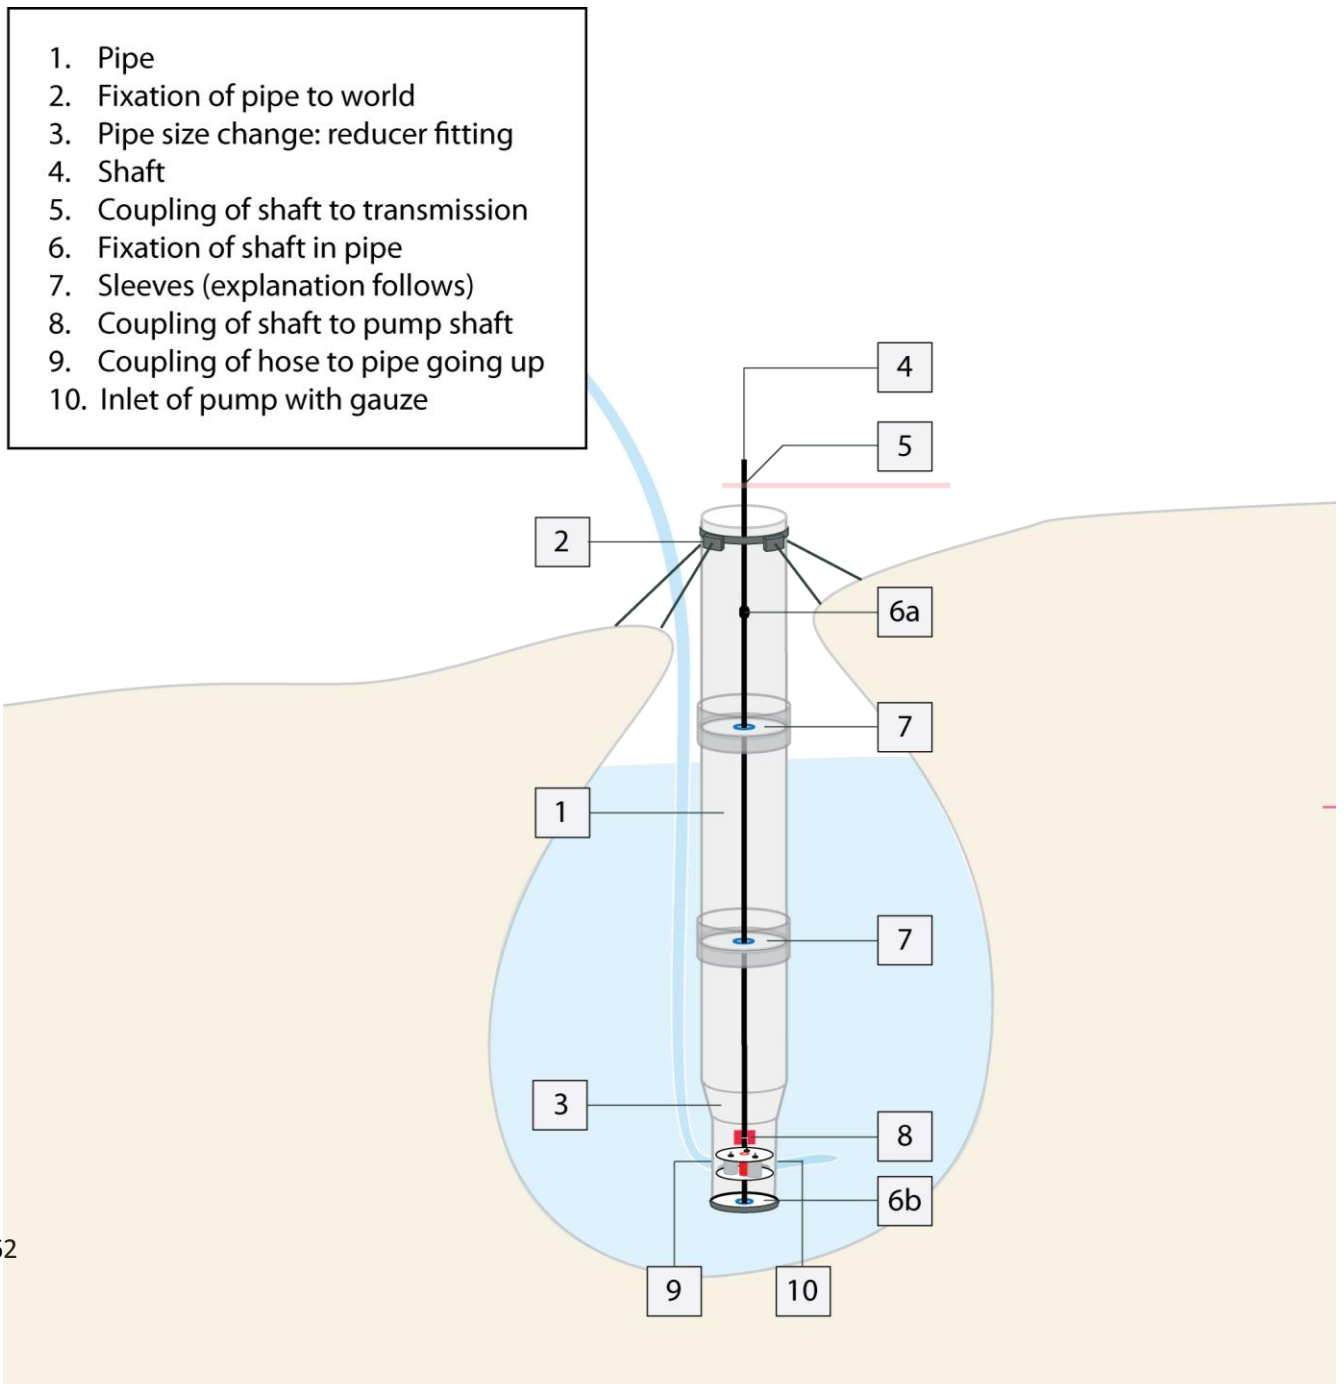 1. Pipe
2. Fixation of pipe to world
3. Pipe size change: reducer fitting
4. Shaft
5. Coupling of shaft to transmission
6. Fixation of shaft in pipe
7. Sleeves (explanation follows)
8. Coupling of shaft to pump shaft
9. Coupling of hose to pipe going up
10. Inlet of pump with gauze
4
5
2
6a
7
1
7
3
8
6b
52
9
10